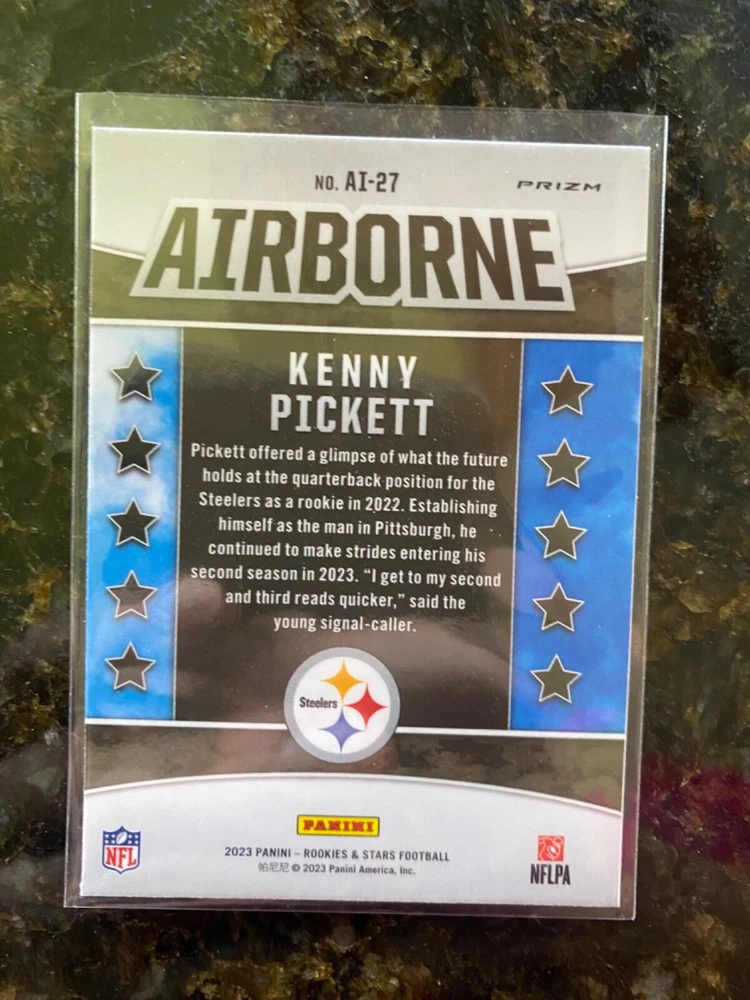 NO. AI-27
PRIZM
AIRBORNE
KENNY
PICKETT
Pickett offered a glimpse of what the future
holds at the quarterback position for the
Steelers as a rookie in 2022. Establishing
himself as the man in Pittsburgh, he
continued to make strides entering his
second season in 2023. “I get to my second
and third reads quicker,” said the
young signal-caller.
Steelers
PANINI
NFL
2023 PANINI – ROOKIES & STARS FOOTBALL
帕尼尼 © 2023 Panini America, Inc.
NFLPA